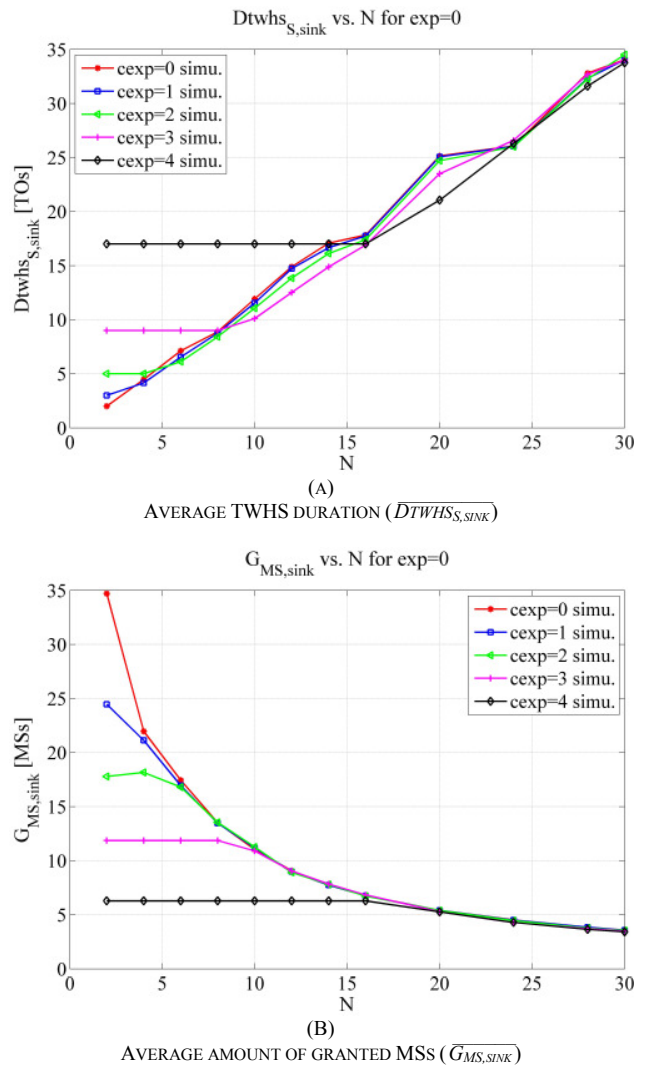 Dtwhs_S,sink vs. N for exp=0
35
30
25
20
15
10
5
0
Dtwhs_S,sink [TOs]
cexp=0 simu.
cexp=1 simu.
cexp=2 simu.
cexp=3 simu.
cexp=4 simu.
0 5 10 15 20 25 30
N
(A)
AVERAGE TWHS DURATION (DTWHS_S,SINK)
G_MS,sink vs. N for exp=0
35
30
25
20
15
10
5
0
G_MS,sink [MSs]
cexp=0 simu.
cexp=1 simu.
cexp=2 simu.
cexp=3 simu.
cexp=4 simu.
0 5 10 15 20 25 30
N
(B)
AVERAGE AMOUNT OF GRANTED MSS (G_MS,SINK)